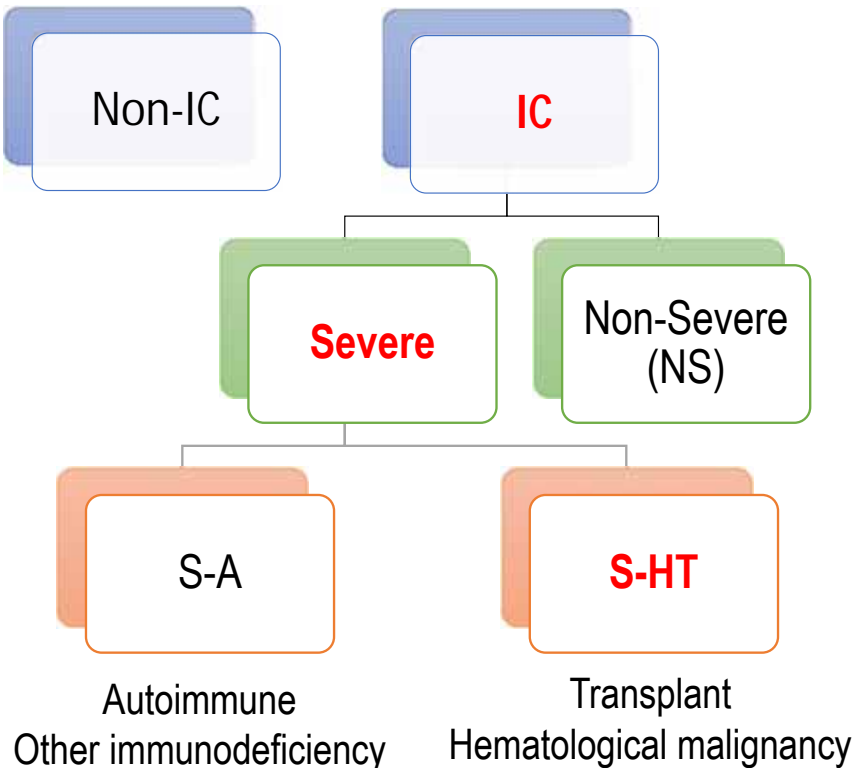 Non-IC
IC
Severe
Non-Severe
(NS)
S-A
S-HT
Autoimmune
Other immunodeficiency
Transplant
Hematological malignancy